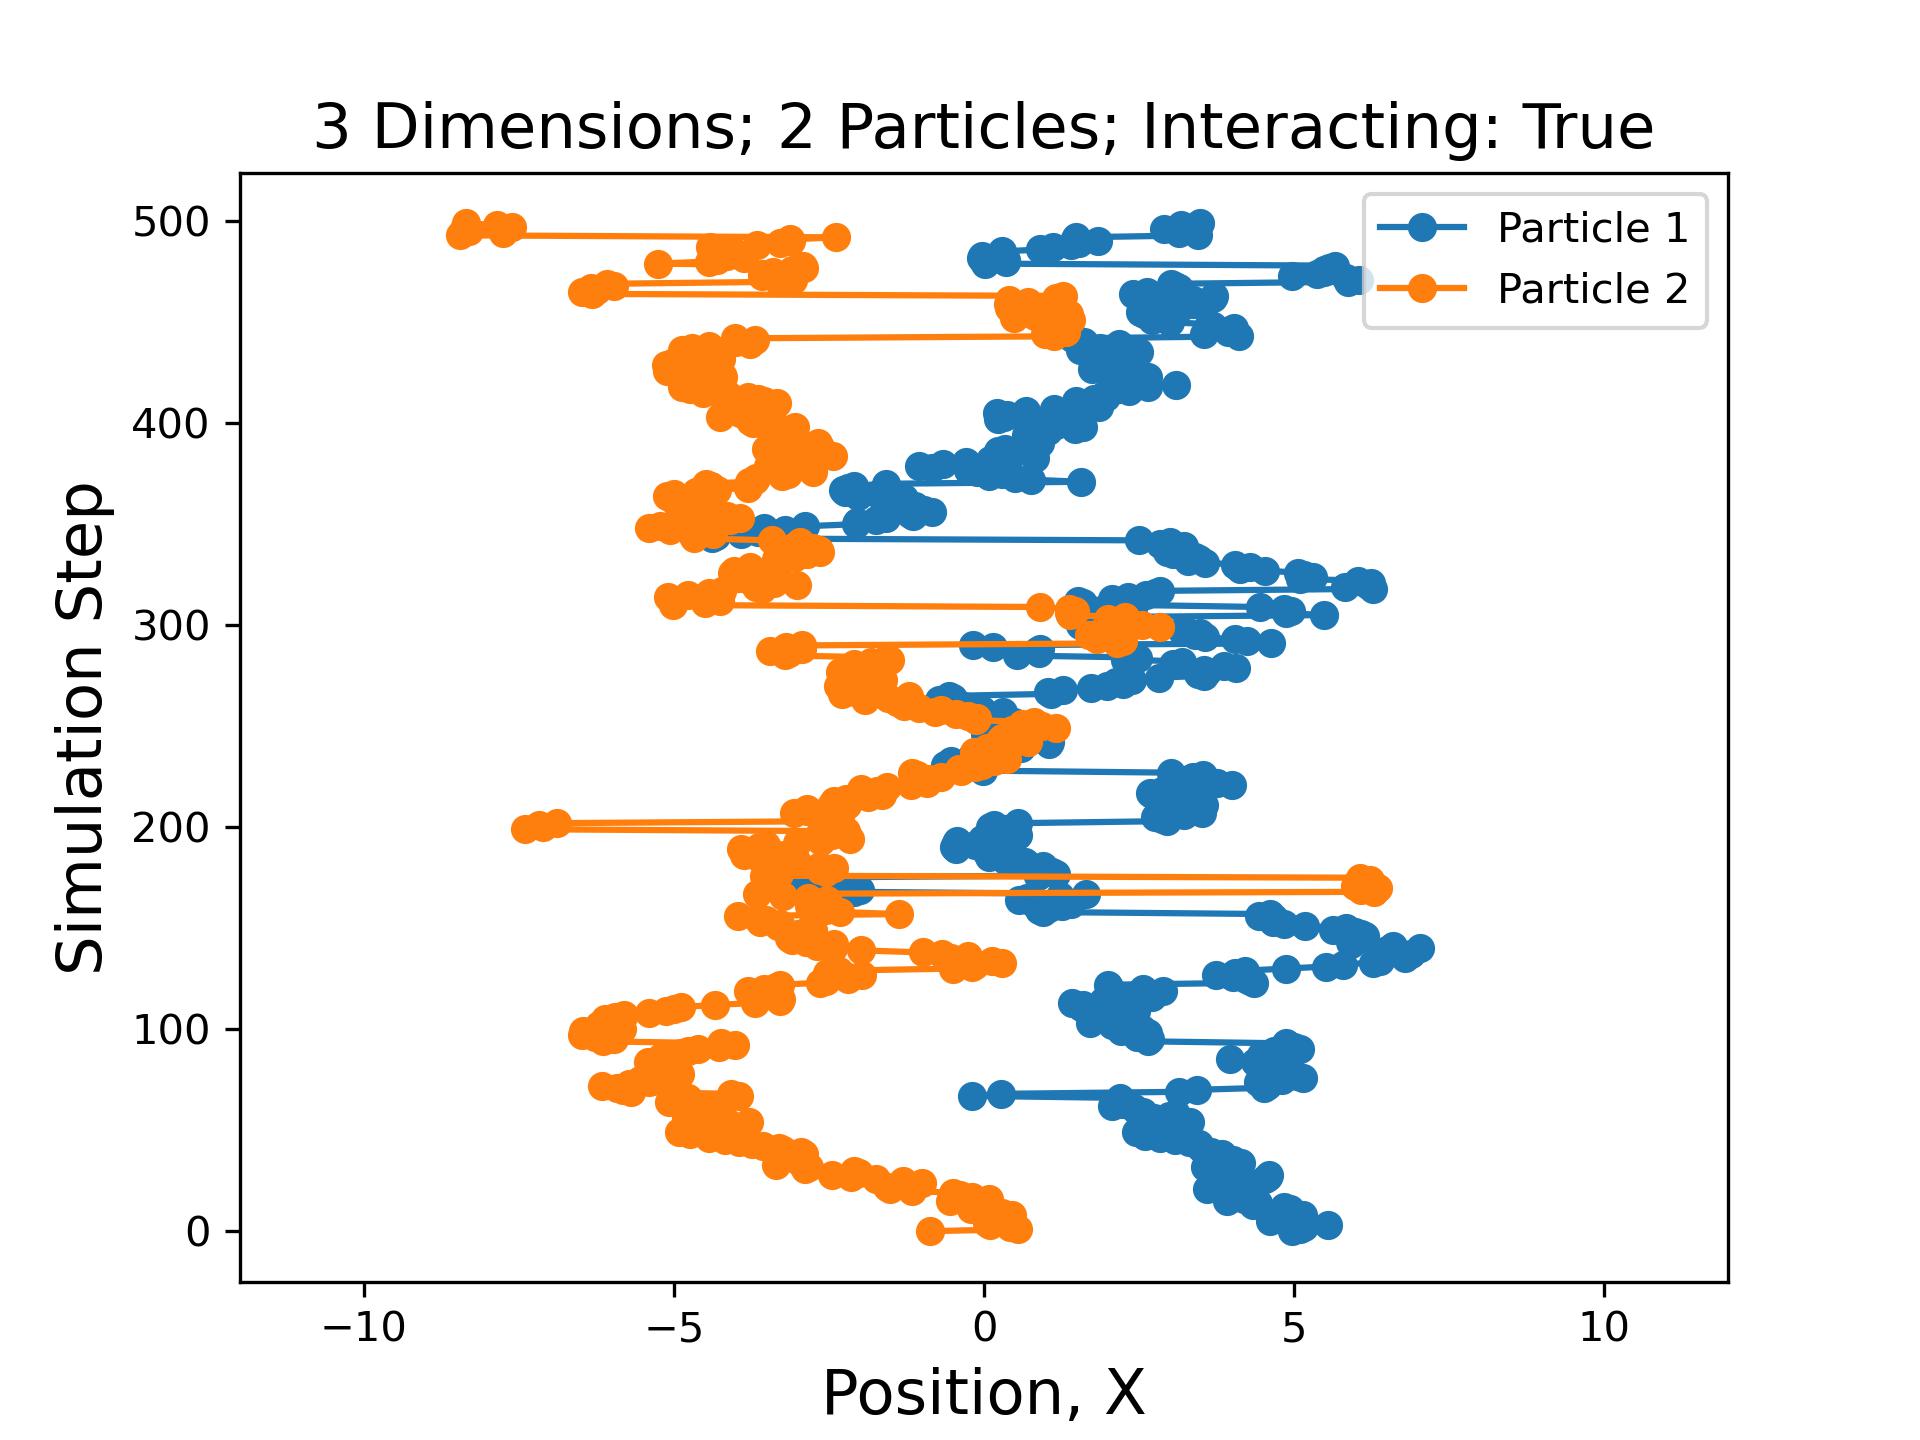 3 Dimensions; 2 Particles; Interacting: True
Particle 1
Particle 2
Simulation Step
500
400
300
200
100
0
−10
−5
0
5
10
Position, X